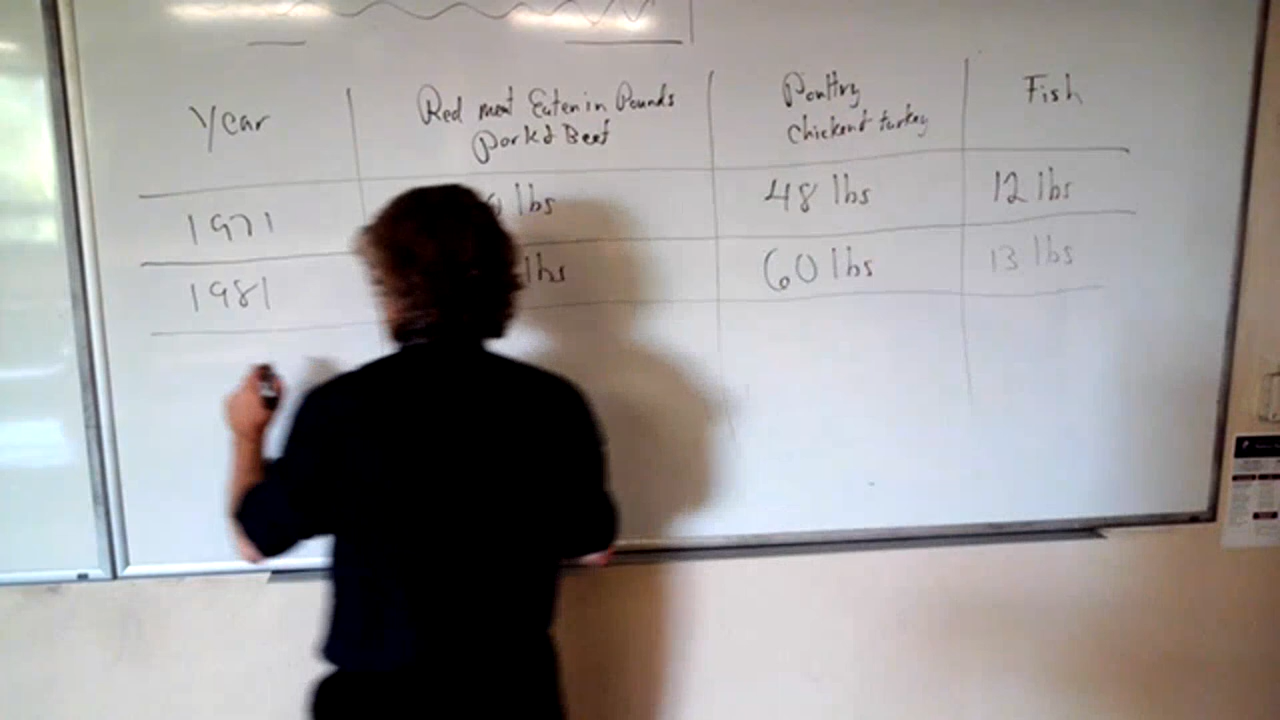 Year
Red meat Eaten in Pounds
Pork & Beef
Poultry
Chicken & turkey
Fish
1971
lbs
48 lbs
12 lbs
1981
lbs
60 lbs
13 lbs